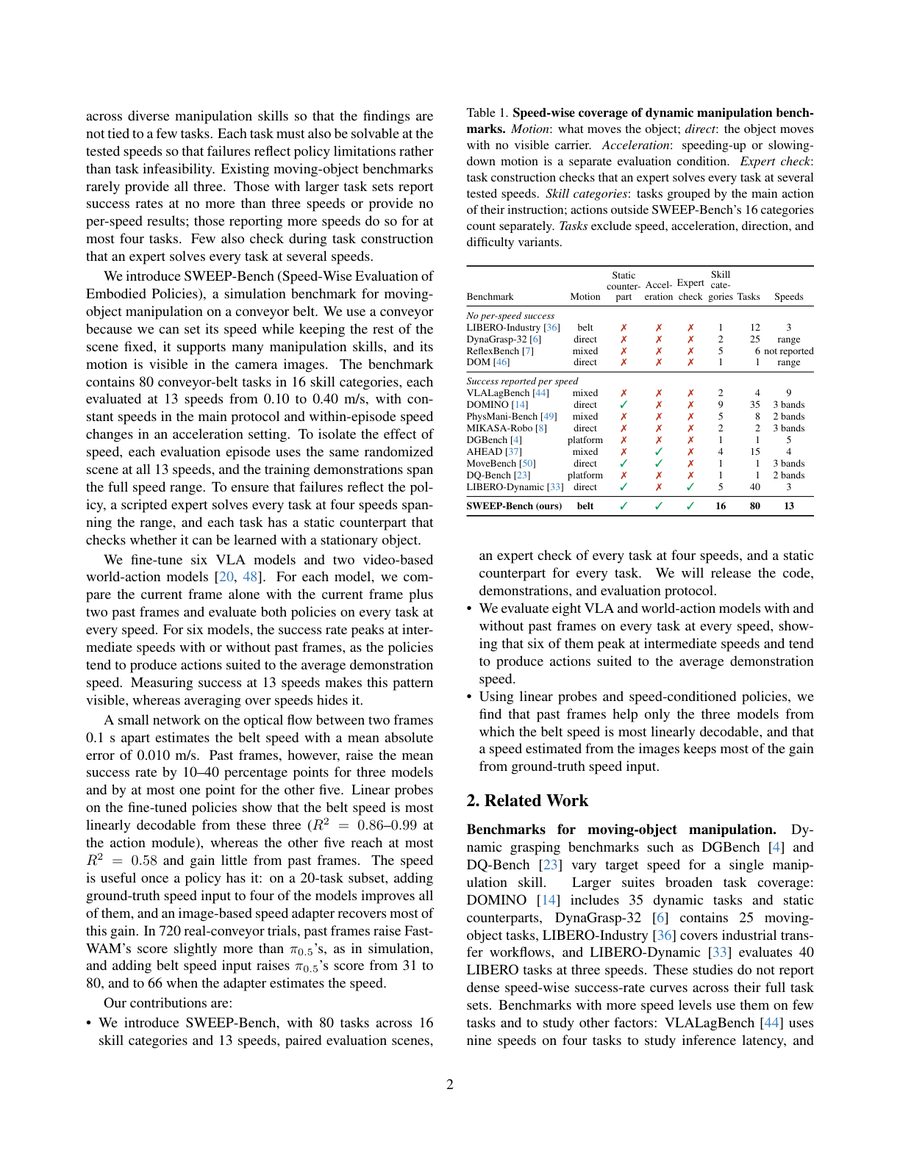 across diverse manipulation skills so that the findings are
not tied to a few tasks. Each task must also be solvable at the
tested speeds so that failures reflect policy limitations rather
than task infeasibility. Existing moving-object benchmarks
rarely provide all three. Those with larger task sets report
success rates at no more than three speeds or provide no
per-speed results; those reporting more speeds do so for at
most four tasks. Few also check during task construction
that an expert solves every task at several speeds.
We introduce SWEEP-Bench (Speed-Wise Evaluation of
Embodied Policies), a simulation benchmark for moving-
object manipulation on a conveyor belt. We use a conveyor
because we can set its speed while keeping the rest of the
scene fixed, it supports many manipulation skills, and its
motion is visible in the camera images. The benchmark
contains 80 conveyor-belt tasks in 16 skill categories, each
evaluated at 13 speeds from 0.10 to 0.40 m/s, with con-
stant speeds in the main protocol and within-episode speed
changes in an acceleration setting. To isolate the effect of
speed, each evaluation episode uses the same randomized
scene at all 13 speeds, and the training demonstrations span
the full speed range. To ensure that failures reflect the pol-
icy, a scripted expert solves every task at four speeds span-
ning the range, and each task has a static counterpart that
checks whether it can be learned with a stationary object.
We fine-tune six VLA models and two video-based
world-action models [20, 48]. For each model, we com-
pare the current frame alone with the current frame plus
two past frames and evaluate both policies on every task at
every speed. For six models, the success rate peaks at inter-
mediate speeds with or without past frames, as the policies
tend to produce actions suited to the average demonstration
speed. Measuring success at 13 speeds makes this pattern
visible, whereas averaging over speeds hides it.
A small network on the optical flow between two frames
0.1 s apart estimates the belt speed with a mean absolute
error of 0.010 m/s. Past frames, however, raise the mean
success rate by 10–40 percentage points for three models
and by at most one point for the other five. Linear probes
on the fine-tuned policies show that the belt speed is most
linearly decodable from these three (R² = 0.86–0.99 at
the action module), whereas the other five reach at most
R² = 0.58 and gain little from past frames. The speed
is useful once a policy has it: on a 20-task subset, adding
ground-truth speed input to four of the models improves all
of them, and an image-based speed adapter recovers most of
this gain. In 720 real-conveyor trials, past frames raise Fast-
WAM's score slightly more than π0.5's, as in simulation,
and adding belt speed input raises π0.5's score from 31 to
80, and to 66 when the adapter estimates the speed.
Our contributions are:
• We introduce SWEEP-Bench, with 80 tasks across 16
skill categories and 13 speeds, paired evaluation scenes,
Table 1. Speed-wise coverage of dynamic manipulation bench-
marks. Motion: what moves the object; direct: the object moves
with no visible carrier. Acceleration: speeding-up or slowing-
down motion is a separate evaluation condition. Expert check:
task construction checks that an expert solves every task at several
tested speeds. Skill categories: tasks grouped by the main action
of their instruction; actions outside SWEEP-Bench's 16 categories
count separately. Tasks exclude speed, acceleration, direction, and
difficulty variants.
Static Skill
counter- Accel- Expert cate-
Benchmark Motion part eration check gories Tasks Speeds
No per-speed success
LIBERO-Industry [36] belt ✗ ✗ ✗ 1 12 3
DynaGrasp-32 [6] direct ✗ ✗ ✗ 2 25 range
ReflexBench [7] mixed ✗ ✗ ✗ 5 6 not reported
DOM [46] direct ✗ ✗ ✗ 1 1 range
Success reported per speed
VLALagBench [44] mixed ✗ ✗ ✗ 2 4 9
DOMINO [14] direct ✓ ✗ ✗ 9 35 3 bands
PhysMani-Bench [49] mixed ✗ ✗ ✗ 5 8 2 bands
MIKASA-Robo [8] direct ✗ ✗ ✗ 2 2 3 bands
DGBench [4] platform ✗ ✗ ✗ 1 1 5
AHEAD [37] mixed ✗ ✓ ✗ 4 15 4
MoveBench [50] direct ✓ ✓ ✗ 1 1 3 bands
DQ-Bench [23] platform ✗ ✗ ✗ 1 1 2 bands
LIBERO-Dynamic [33] direct ✓ ✗ ✓ 5 40 3
SWEEP-Bench (ours) belt ✓ ✓ ✓ 16 80 13
an expert check of every task at four speeds, and a static
counterpart for every task. We will release the code,
demonstrations, and evaluation protocol.
• We evaluate eight VLA and world-action models with and
without past frames on every task at every speed, show-
ing that six of them peak at intermediate speeds and tend
to produce actions suited to the average demonstration
speed.
• Using linear probes and speed-conditioned policies, we
find that past frames help only the three models from
which the belt speed is most linearly decodable, and that
a speed estimated from the images keeps most of the gain
from ground-truth speed input.
2. Related Work
Benchmarks for moving-object manipulation. Dy-
namic grasping benchmarks such as DGBench [4] and
DQ-Bench [23] vary target speed for a single manip-
ulation skill. Larger suites broaden task coverage:
DOMINO [14] includes 35 dynamic tasks and static
counterparts, DynaGrasp-32 [6] contains 25 moving-
object tasks, LIBERO-Industry [36] covers industrial trans-
fer workflows, and LIBERO-Dynamic [33] evaluates 40
LIBERO tasks at three speeds. These studies do not report
dense speed-wise success-rate curves across their full task
sets. Benchmarks with more speed levels use them on few
tasks and to study other factors: VLALagBench [44] uses
nine speeds on four tasks to study inference latency, and
2